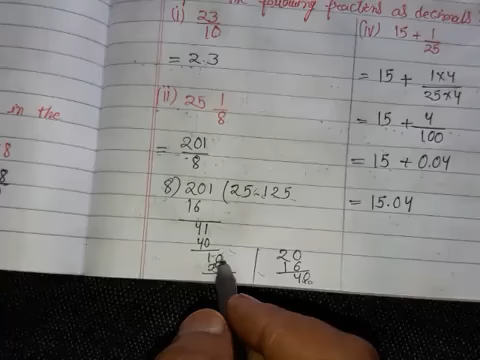 following fractions as decimals
(i) 23/10
= 2.3
(ii) 25 1/8
= 201/8
8) 201 (25.125
16
41
40
10
20
16
40
(iv) 15 + 1/25
= 15 + 1×4/25×4
= 15 + 4/100
= 15 + 0.04
= 15.04
in the
8
8